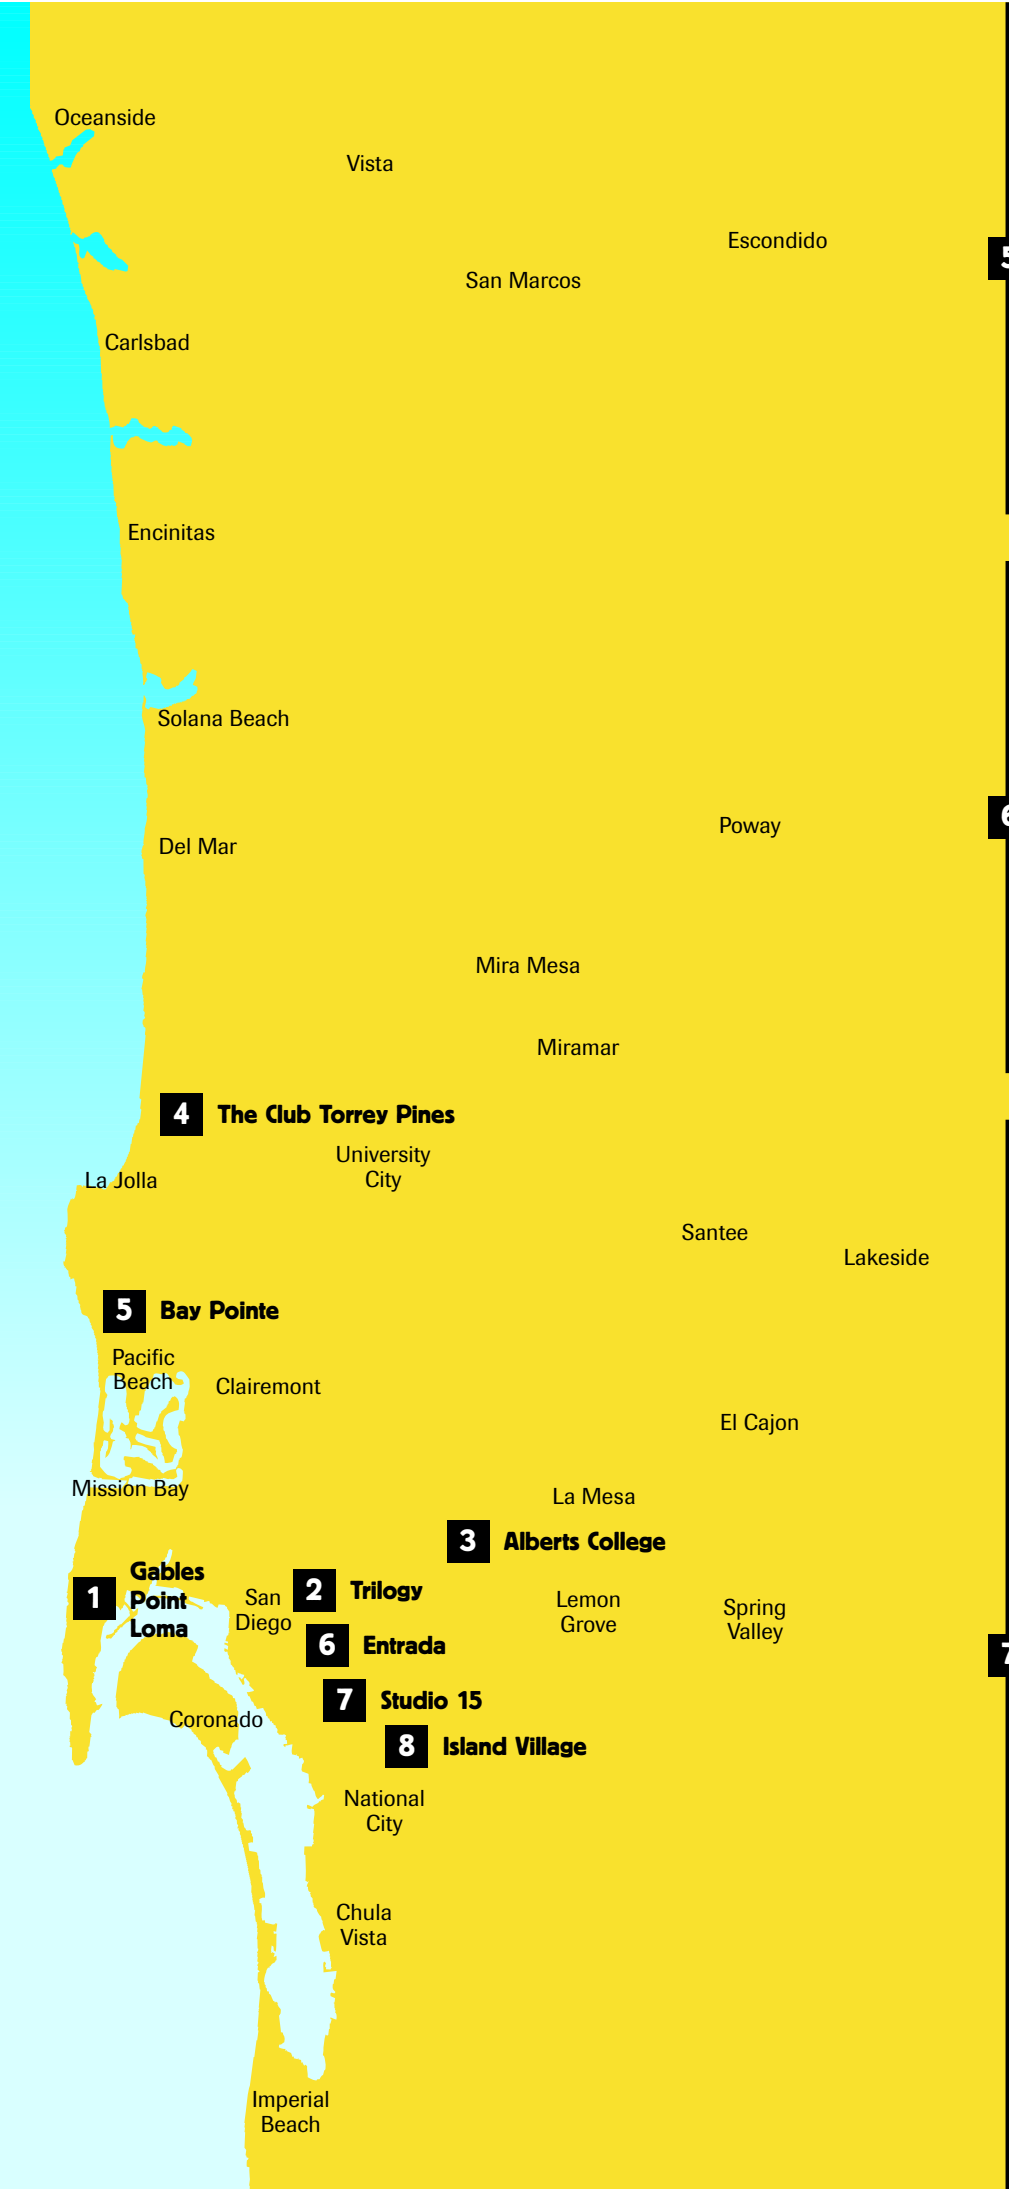 Oceanside
Vista
Escondido
5
San Marcos
Carlsbad
Encinitas
Solana Beach
Poway
6
Del Mar
Mira Mesa
Miramar
4 The Club Torrey Pines
University
City
La Jolla
Santee
Lakeside
5 Bay Pointe
Pacific
Beach
Clairemont
El Cajon
Mission Bay
La Mesa
3 Alberts College
1 Gables
Point
Loma
San
Diego
2 Trilogy
Lemon
Grove
Spring
Valley
6 Entrada
7
7 Studio 15
Coronado
8 Island Village
National
City
Chula
Vista
Imperial
Beach